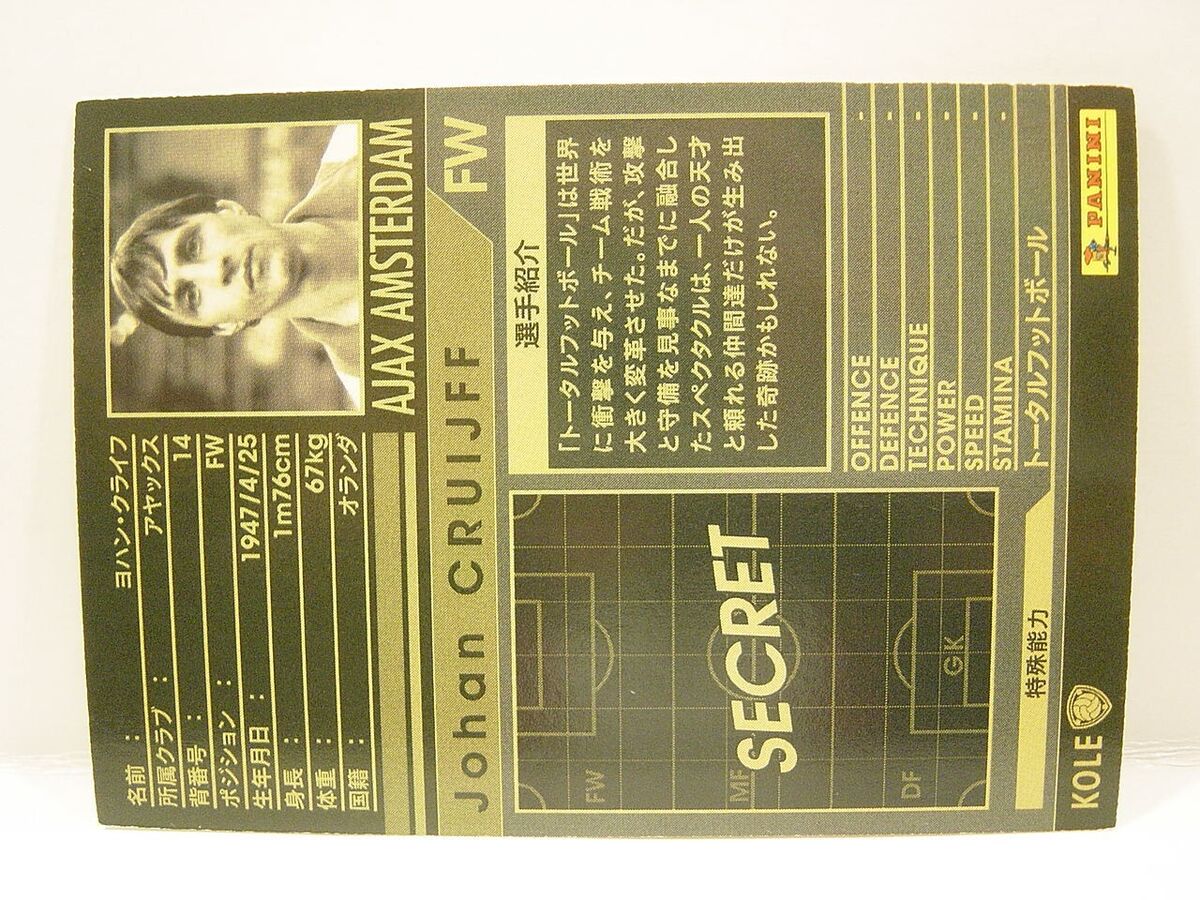 名前 : ヨハン・クライフ
所属クラブ : アヤックス
背番号 : 14
ポジション : FW
生年月日 : 1947/4/25
身長 : 1m76cm
体重 : 67kg
国籍 : オランダ
AJAX AMSTERDAM
Johan CRUIJFF FW
FW
MF
DF
GK
SECRET
選手紹介
「トータルフットボール」は世界
に衝撃を与え、チーム戦術を
大きく変革させた。だが、攻撃
と守備を見事なまでに融合し
たスペクタクルは、一人の天才
と頼れる仲間達だけが生み出
した奇跡かもしれない。
OFFENCE -
DEFENCE -
TECHNIQUE -
POWER -
SPEED -
STAMINA -
特殊能力 トータルフットボール
KOLE PANINI